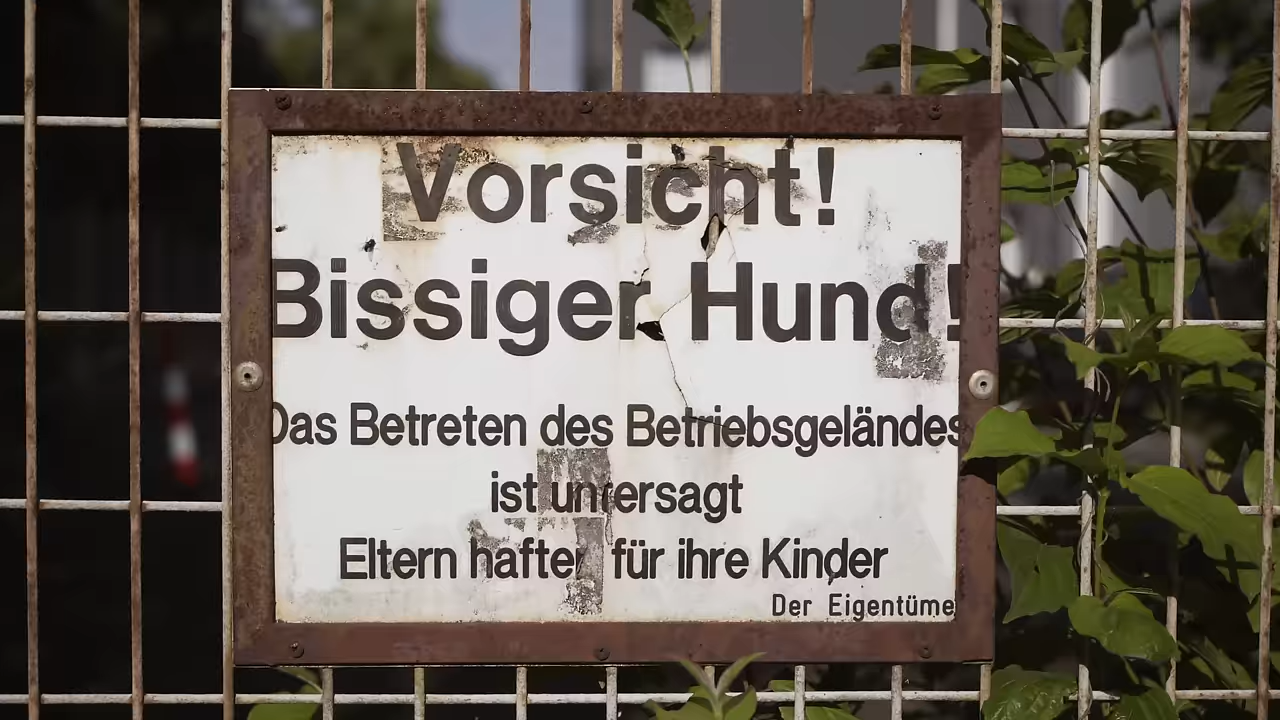 Vorsicht!
Bissiger Hund!
Das Betreten des Betriebsgeländes
ist untersagt
Eltern haften für ihre Kinder
Der Eigentüme